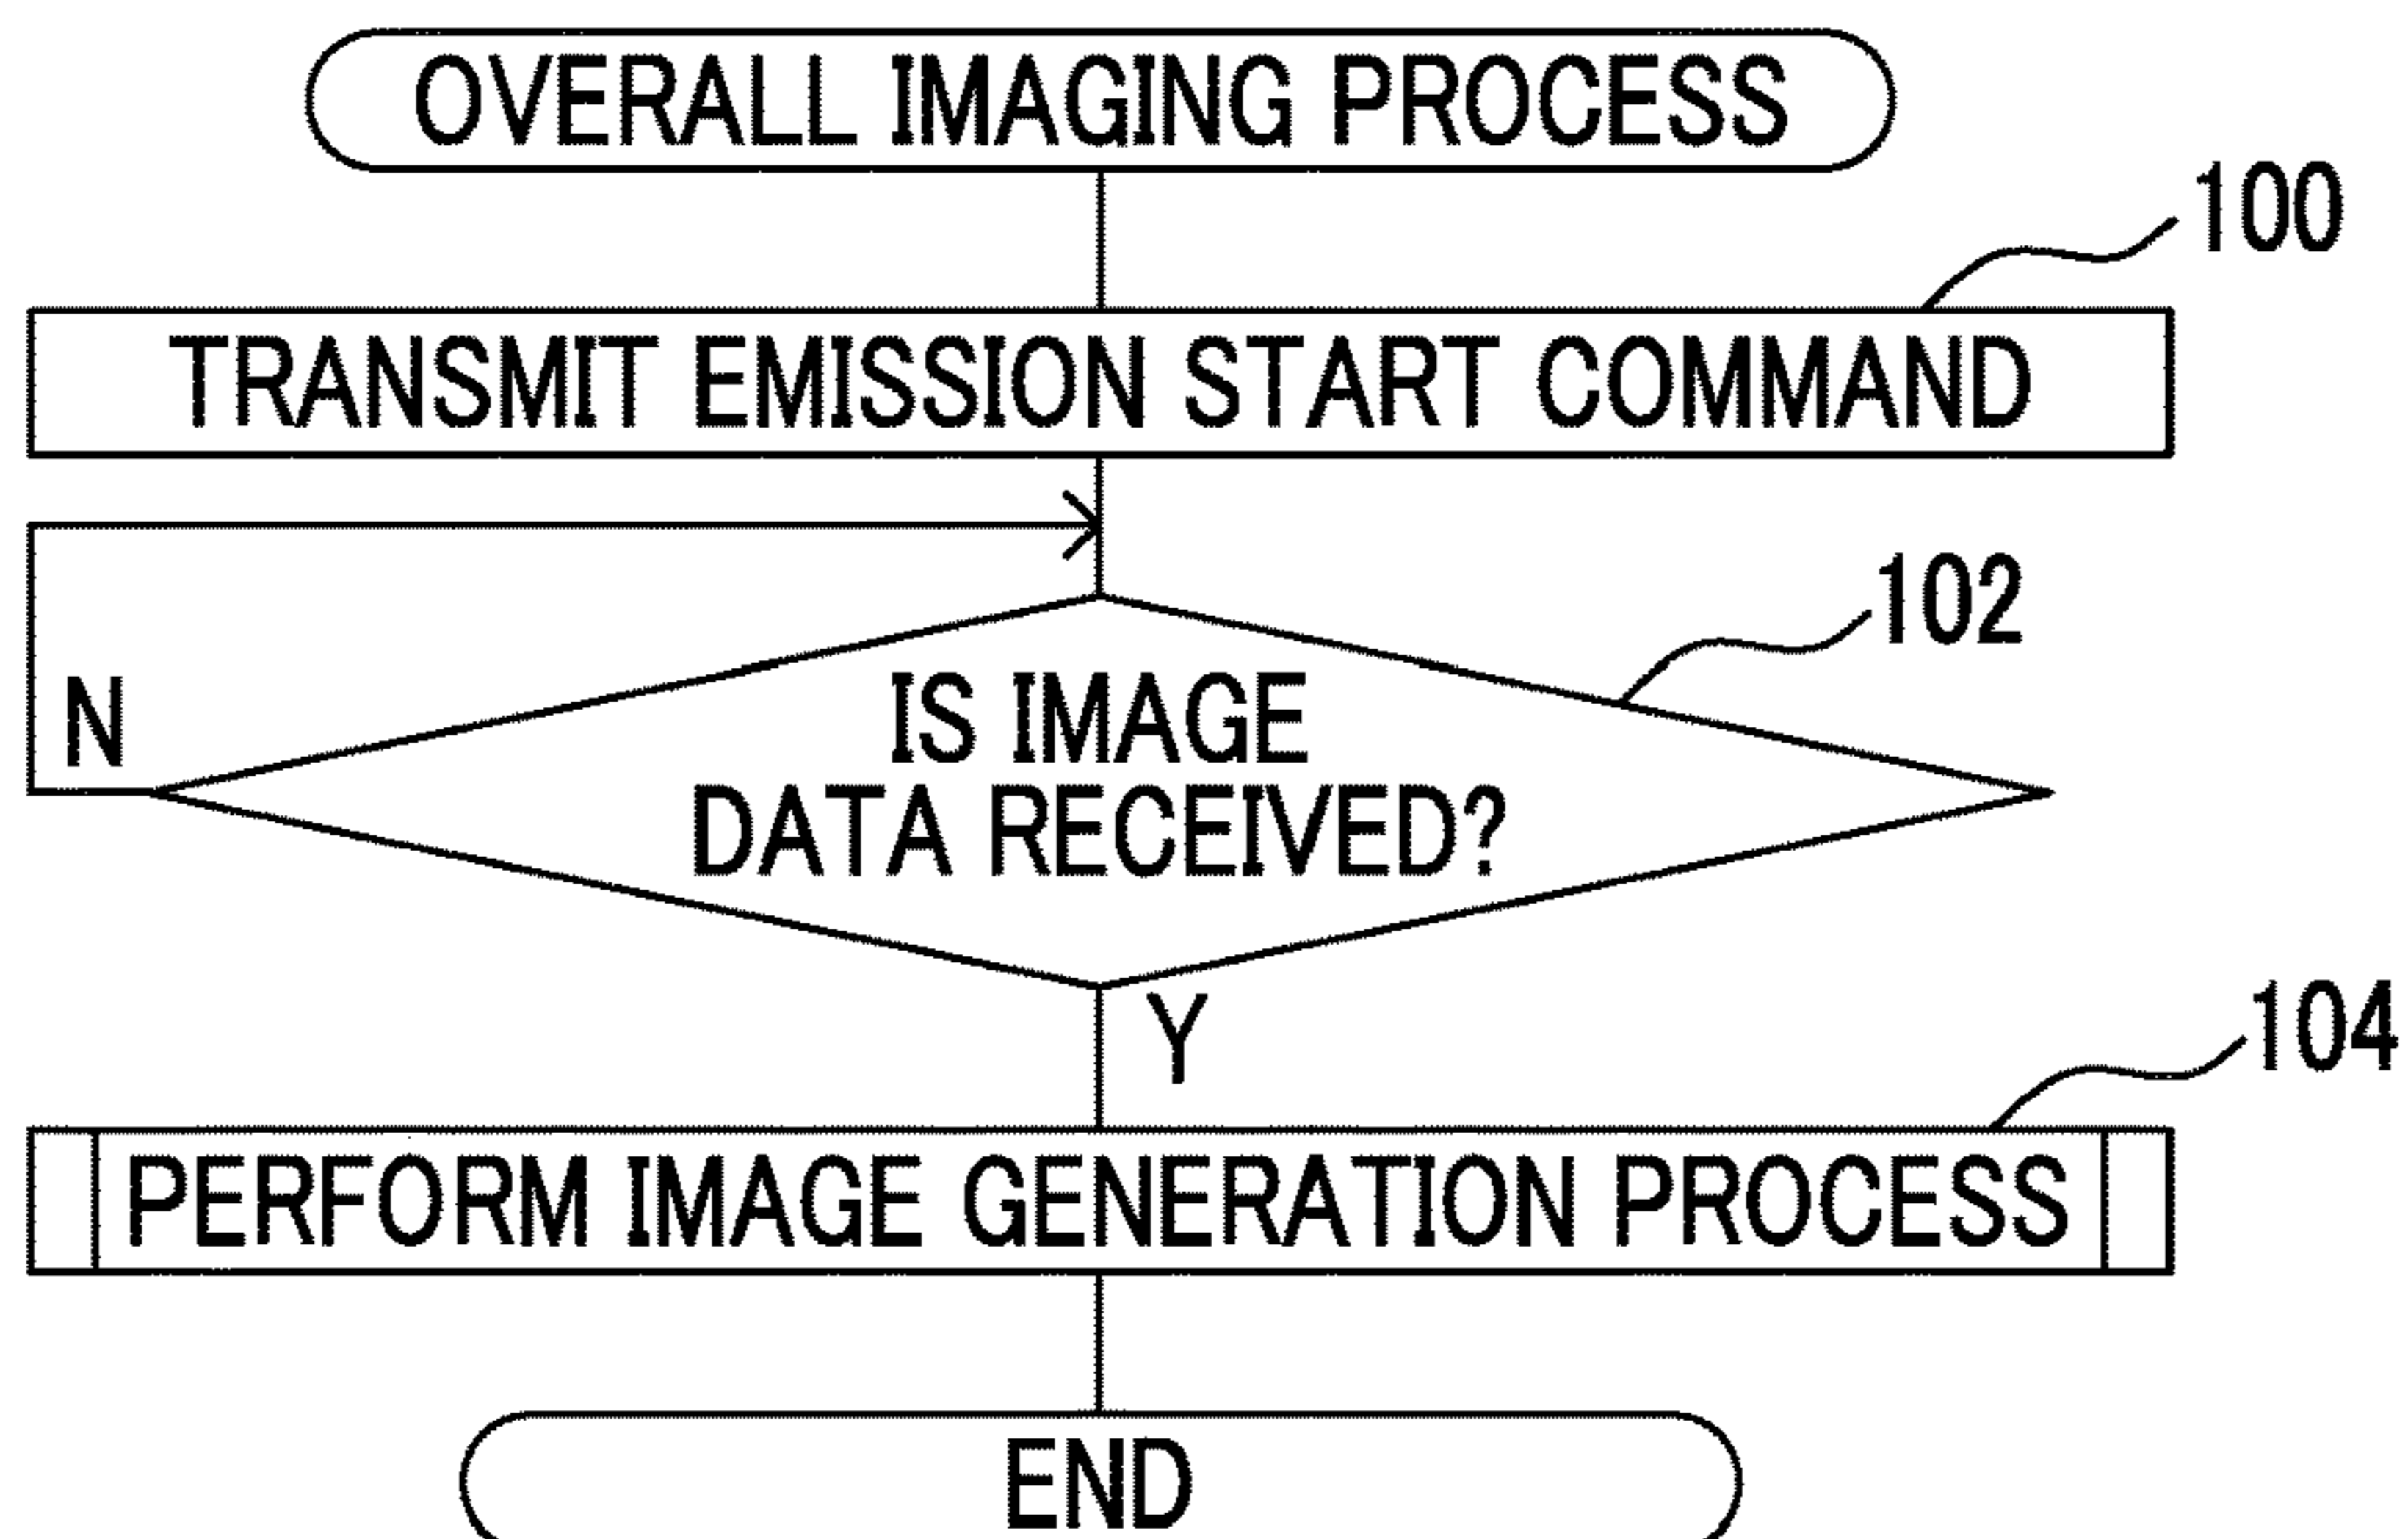 OVERALL IMAGING PROCESS
100
TRANSMIT EMISSION START COMMAND
102
N
IS IMAGE
DATA RECEIVED?
Y
104
PERFORM IMAGE GENERATION PROCESS
END